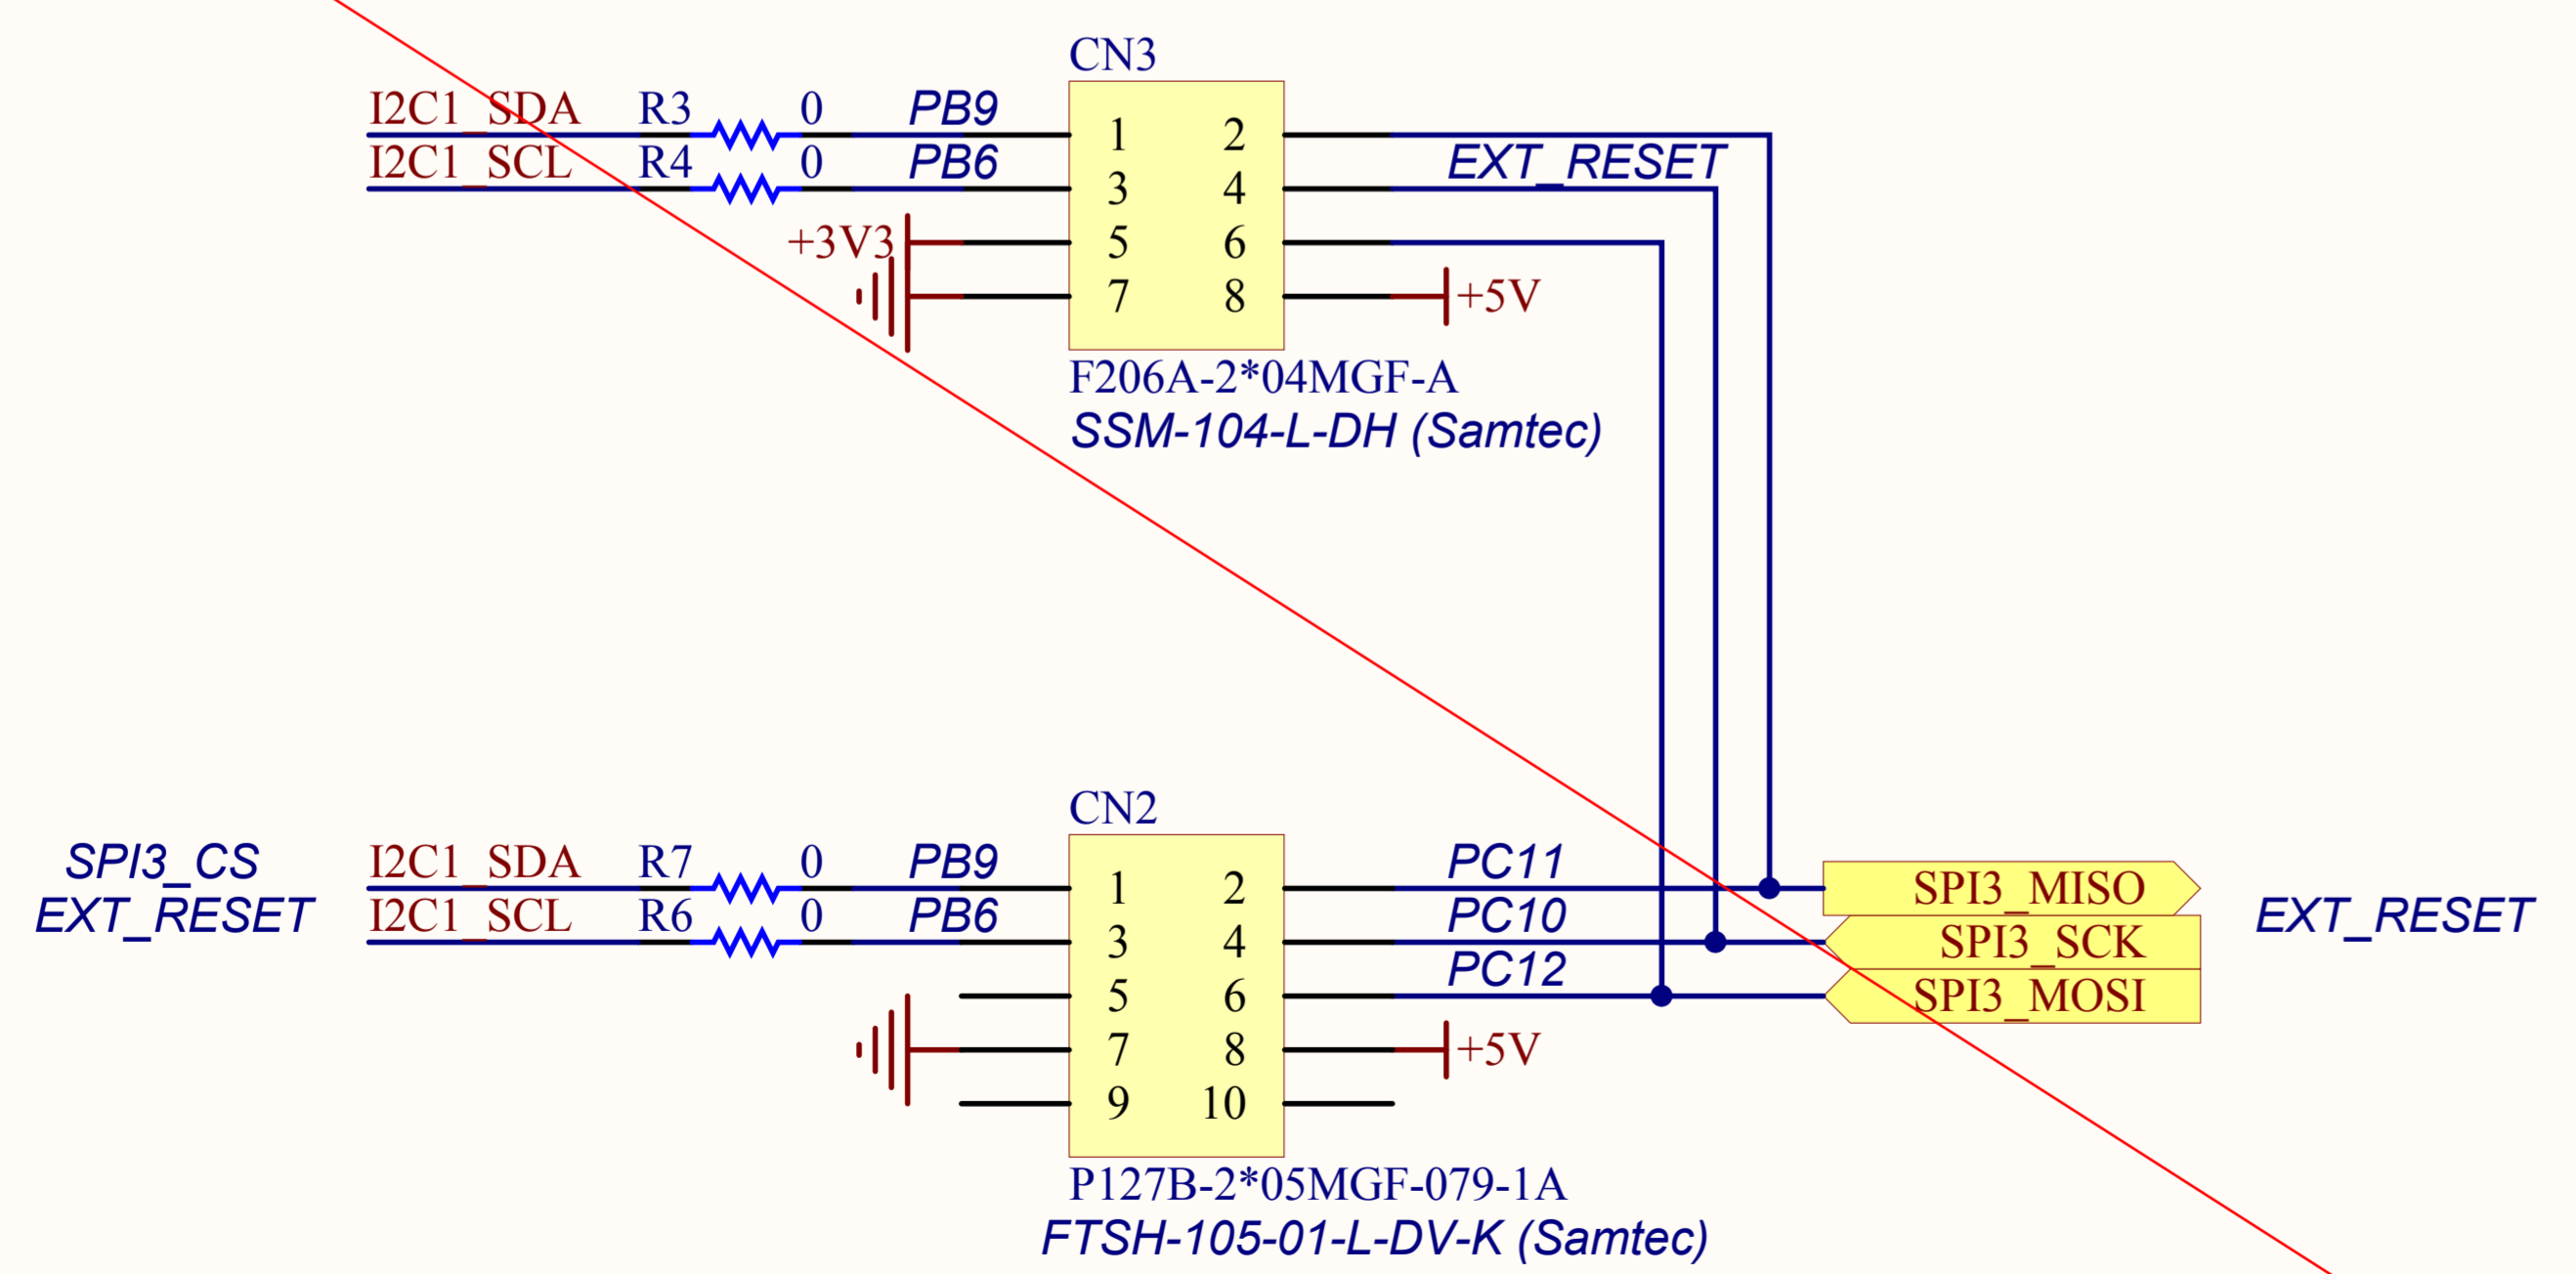 CN3
I2C1_SDA R3 0 PB9 1 2
I2C1_SCL R4 0 PB6 3 4 EXT_RESET
+3V3 5 6
7 8 +5V
F206A-2*04MGF-A
SSM-104-L-DH (Samtec)
CN2
SPI3_CS I2C1_SDA R7 0 PB9 1 2 PC11 SPI3_MISO
EXT_RESET I2C1_SCL R6 0 PB6 3 4 PC10 SPI3_SCK EXT_RESET
5 6 PC12 SPI3_MOSI
7 8 +5V
9 10
P127B-2*05MGF-079-1A
FTSH-105-01-L-DV-K (Samtec)